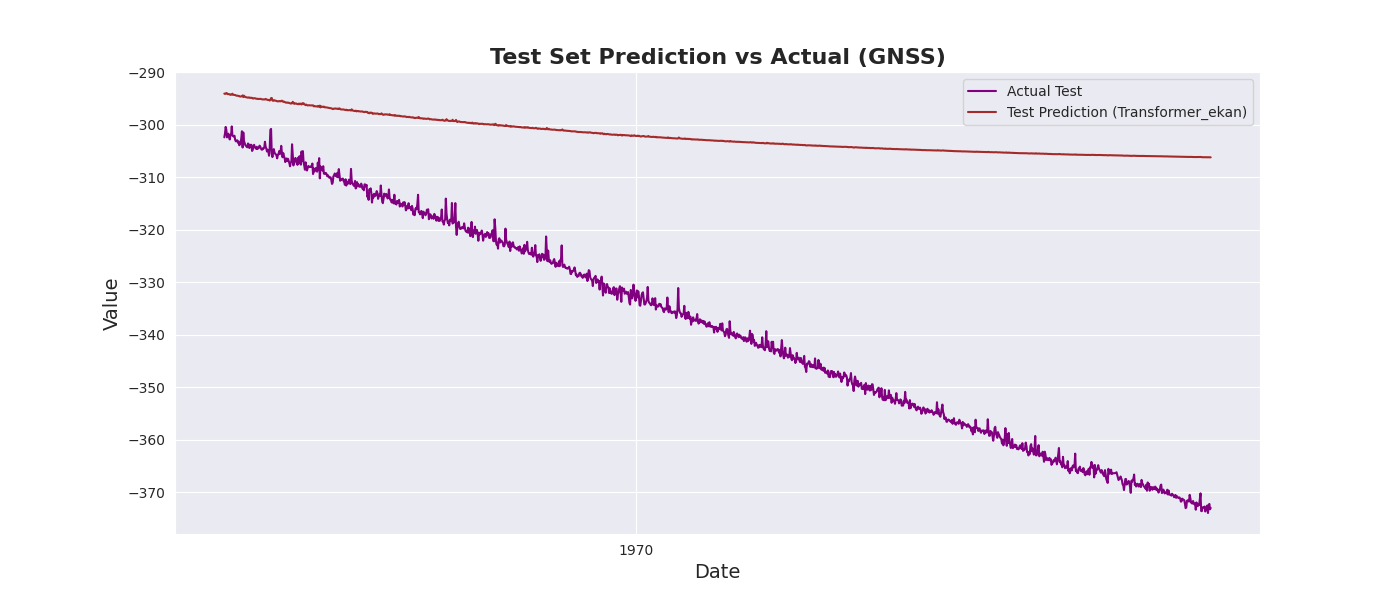 Test Set Prediction vs Actual (GNSS)
Actual Test
Test Prediction (Transformer_ekan)
−290
−300
−310
−320
−330
−340
−350
−360
−370
Value
1970
Date